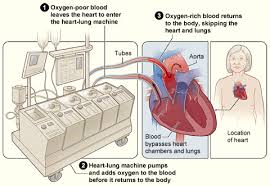 1 Oxygen-poor blood
leaves the heart to enter
the heart-lung machine
3 Oxygen-rich blood returns
to the body, skipping the
heart and lungs
Tubes
Aorta
Blood
bypasses heart
chambers and lungs
Location
of heart
2 Heart-lung machine pumps
and adds oxygen to the blood
before it returns to the body